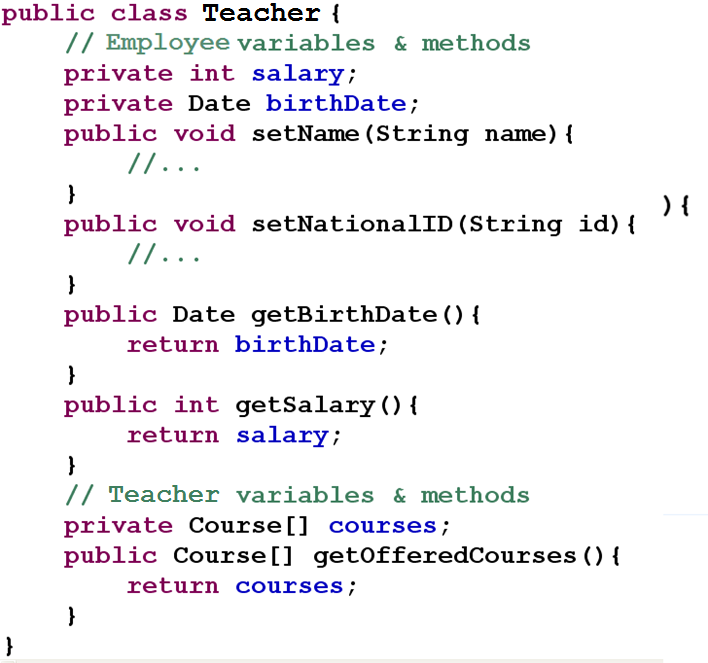 public class Teacher {
    // Employee variables & methods
    private int salary;
    private Date birthDate;
    public void setName(String name){
        //...
    }
    public void setNationalID(String id){ ){
        //...
    }
    public Date getBirthDate(){
        return birthDate;
    }
    public int getSalary(){
        return salary;
    }
    // Teacher variables & methods
    private Course[] courses;
    public Course[] getOfferedCourses(){
        return courses;
    }
}